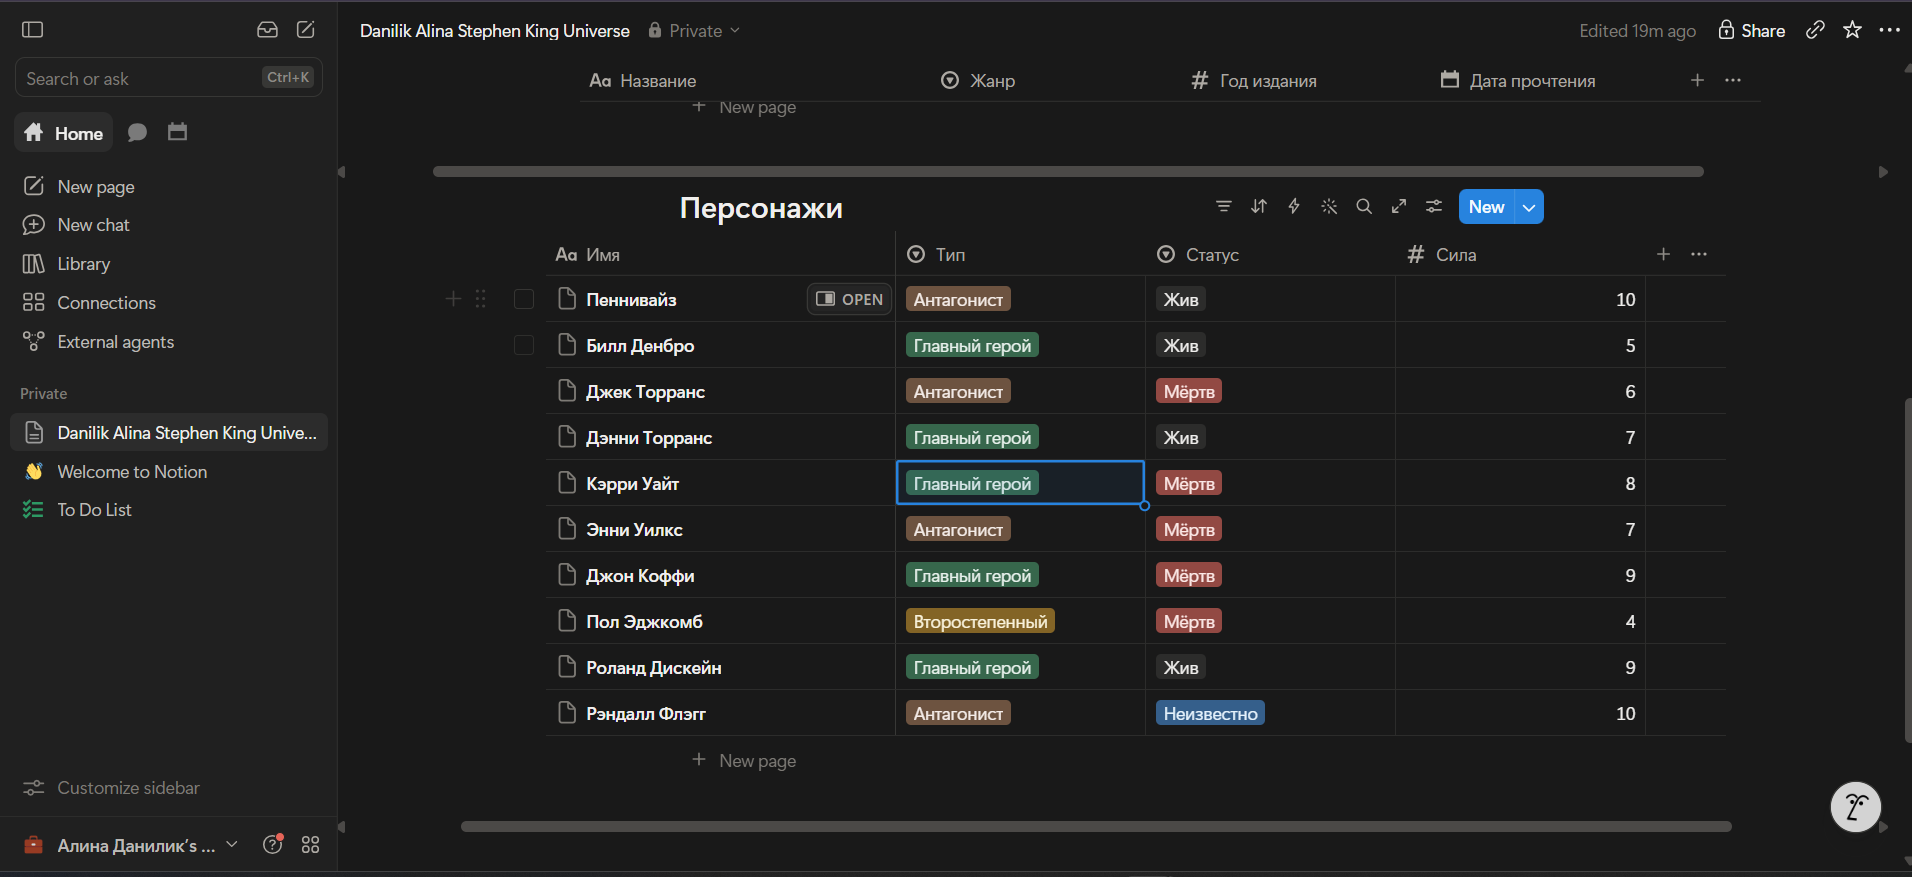 Danilik Alina Stephen King Universe Private
Edited 19m ago Share
Search or ask Ctrl+K
Home
New page
New chat
Library
Connections
External agents
Private
Danilik Alina Stephen King Unive...
Welcome to Notion
To Do List
Customize sidebar
Алина Данилик's ...
Aa Название Жанр # Год издания Дата прочтения
+ New page
Персонажи
New
Aa Имя Тип Статус # Сила
Пеннивайз OPEN Антагонист Жив 10
Билл Денбро Главный герой Жив 5
Джек Торранс Антагонист Мёртв 6
Дэнни Торранс Главный герой Жив 7
Кэрри Уайт Главный герой Мёртв 8
Энни Уилкс Антагонист Мёртв 7
Джон Коффи Главный герой Мёртв 9
Пол Эджкомб Второстепенный Мёртв 4
Роланд Дискейн Главный герой Жив 9
Рэндалл Флэгг Антагонист Неизвестно 10
+ New page